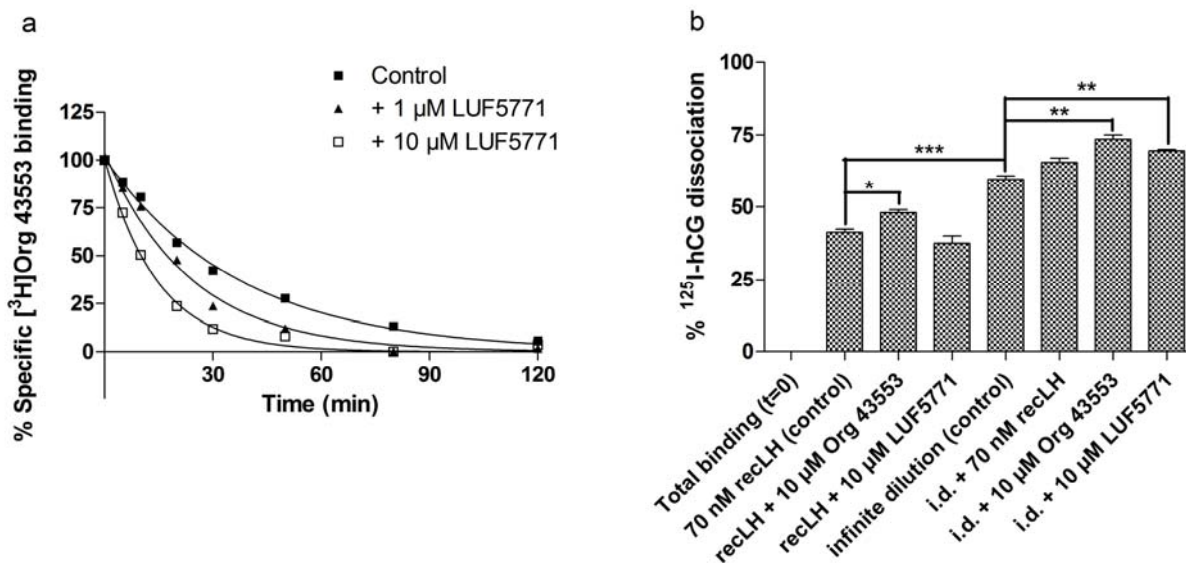 a
Control
+ 1 µM LUF5771
+ 10 µM LUF5771
% Specific [³H]Org 43553 binding
125
100
75
50
25
0
30
60
90
120
Time (min)
b
% ¹²⁵I-hCG dissociation
100
75
50
25
0
*
***
**
**
Total binding (t=0)
70 nM recLH (control)
recLH + 10 µM Org 43553
recLH + 10 µM LUF5771
infinite dilution (control)
i.d. + 70 nM recLH
i.d. + 10 µM Org 43553
i.d. + 10 µM LUF5771